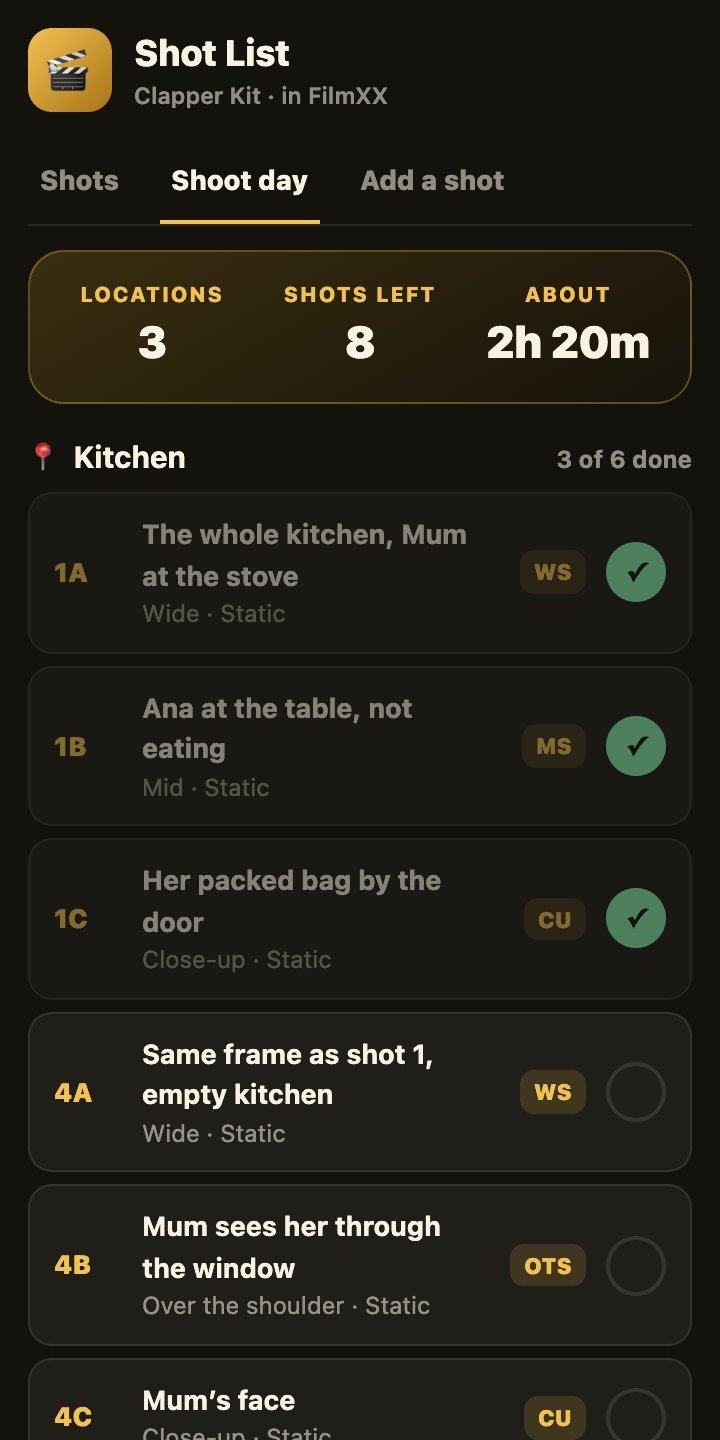 Shot List
Clapper Kit · in FilmXX
Shots Shoot day Add a shot
LOCATIONS SHOTS LEFT ABOUT
3 8 2h 20m
Kitchen 3 of 6 done
1A The whole kitchen, Mum
at the stove
Wide · Static
WS
1B Ana at the table, not
eating
Mid · Static
MS
1C Her packed bag by the
door
Close-up · Static
CU
4A Same frame as shot 1,
empty kitchen
Wide · Static
WS
4B Mum sees her through
the window
Over the shoulder · Static
OTS
4C Mum's face
Close-up · Static
CU